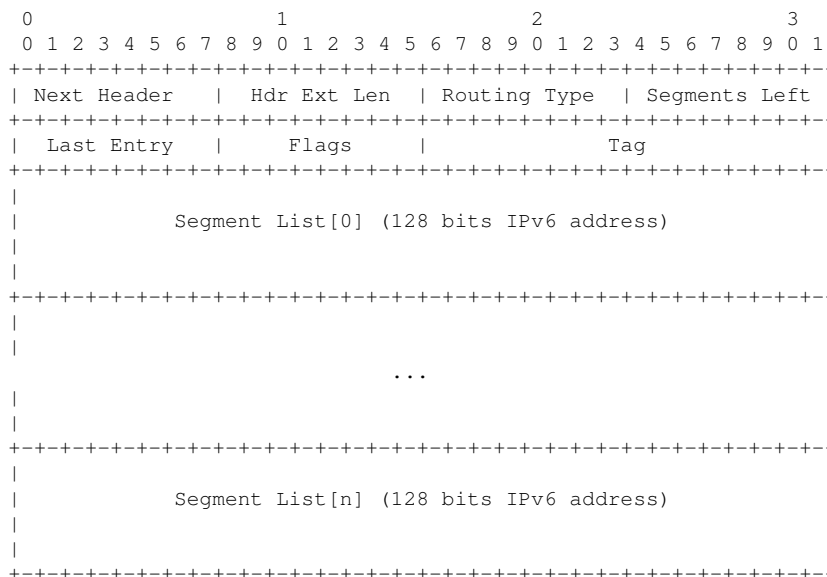 0                   1                   2                   3
 0 1 2 3 4 5 6 7 8 9 0 1 2 3 4 5 6 7 8 9 0 1 2 3 4 5 6 7 8 9 0 1
+-+-+-+-+-+-+-+-+-+-+-+-+-+-+-+-+-+-+-+-+-+-+-+-+-+-+-+-+-+-+-+-
| Next Header   |  Hdr Ext Len  | Routing Type  | Segments Left
+-+-+-+-+-+-+-+-+-+-+-+-+-+-+-+-+-+-+-+-+-+-+-+-+-+-+-+-+-+-+-+-
|  Last Entry   |     Flags     |              Tag
+-+-+-+-+-+-+-+-+-+-+-+-+-+-+-+-+-+-+-+-+-+-+-+-+-+-+-+-+-+-+-+-
|
|            Segment List[0] (128 bits IPv6 address)
|
|
+-+-+-+-+-+-+-+-+-+-+-+-+-+-+-+-+-+-+-+-+-+-+-+-+-+-+-+-+-+-+-+-
|
|
                              ...
|
|
+-+-+-+-+-+-+-+-+-+-+-+-+-+-+-+-+-+-+-+-+-+-+-+-+-+-+-+-+-+-+-+-
|
|            Segment List[n] (128 bits IPv6 address)
|
|
+-+-+-+-+-+-+-+-+-+-+-+-+-+-+-+-+-+-+-+-+-+-+-+-+-+-+-+-+-+-+-+-